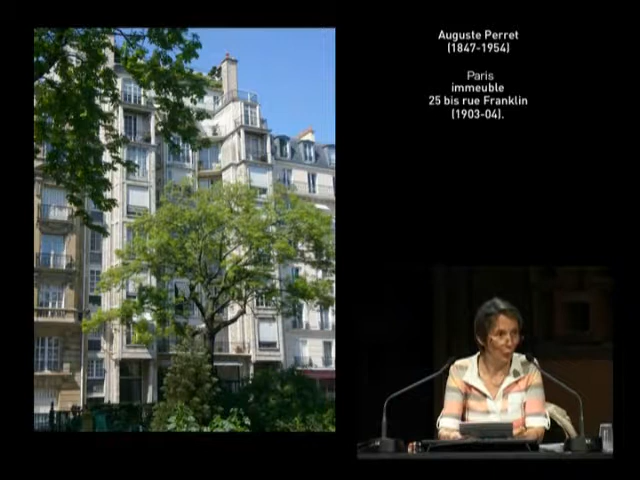 Auguste Perret
(1847-1954)
Paris
immeuble
25 bis rue Franklin
(1903-04).